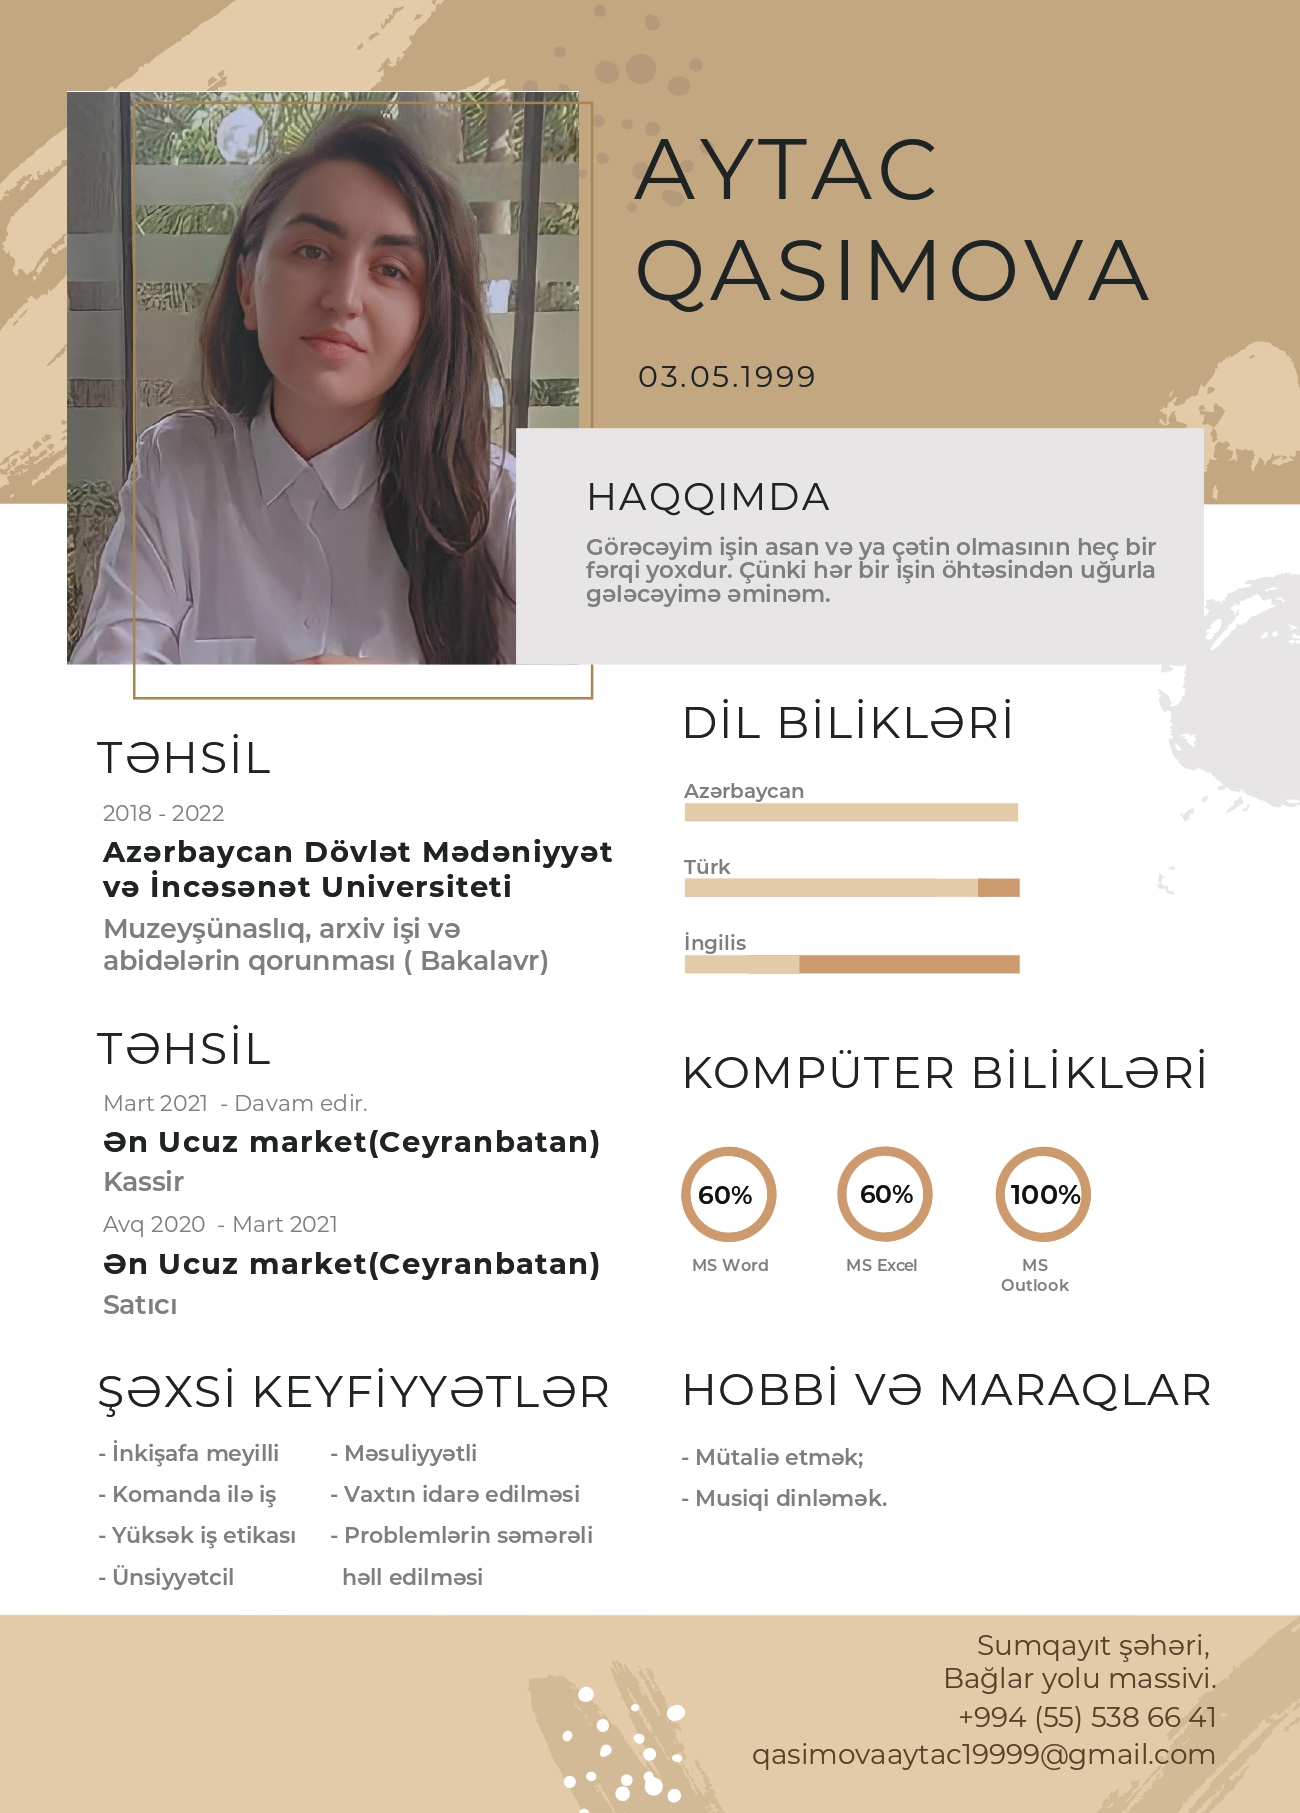 AYTAC
QASIMOVA
03.05.1999
HAQQIMDA
Görəcəyim işin asan və ya çətin olmasının heç bir
fərqi yoxdur. Çünki hər bir işin öhtəsindən uğurla
gələcəyimə əminəm.
TƏHSİL
2018 - 2022
Azərbaycan Dövlət Mədəniyyət
və İncəsənət Universiteti
Muzeyşünaslıq, arxiv işi və
abidələrin qorunması ( Bakalavr)
TƏHSİL
Mart 2021 - Davam edir.
Ən Ucuz market(Ceyranbatan)
Kassir
Avq 2020 - Mart 2021
Ən Ucuz market(Ceyranbatan)
Satıcı
ŞƏXSİ KEYFİYYƏTLƏR
- İnkişafa meyilli
- Komanda ilə iş
- Yüksək iş etikası
- Ünsiyyətcil
- Məsuliyyətli
- Vaxtın idarə edilməsi
- Problemlərin səmərəli
həll edilməsi
DİL BİLİKLƏRİ
Azərbaycan
Türk
İngilis
KOMPÜTER BİLİKLƏRİ
60%
60%
100%
MS Word
MS Excel
MS
Outlook
HOBBİ VƏ MARAQLAR
- Mütaliə etmək;
- Musiqi dinləmək.
Sumqayıt şəhəri,
Bağlar yolu massivi.
+994 (55) 538 66 41
qasimovaaytac19999@gmail.com